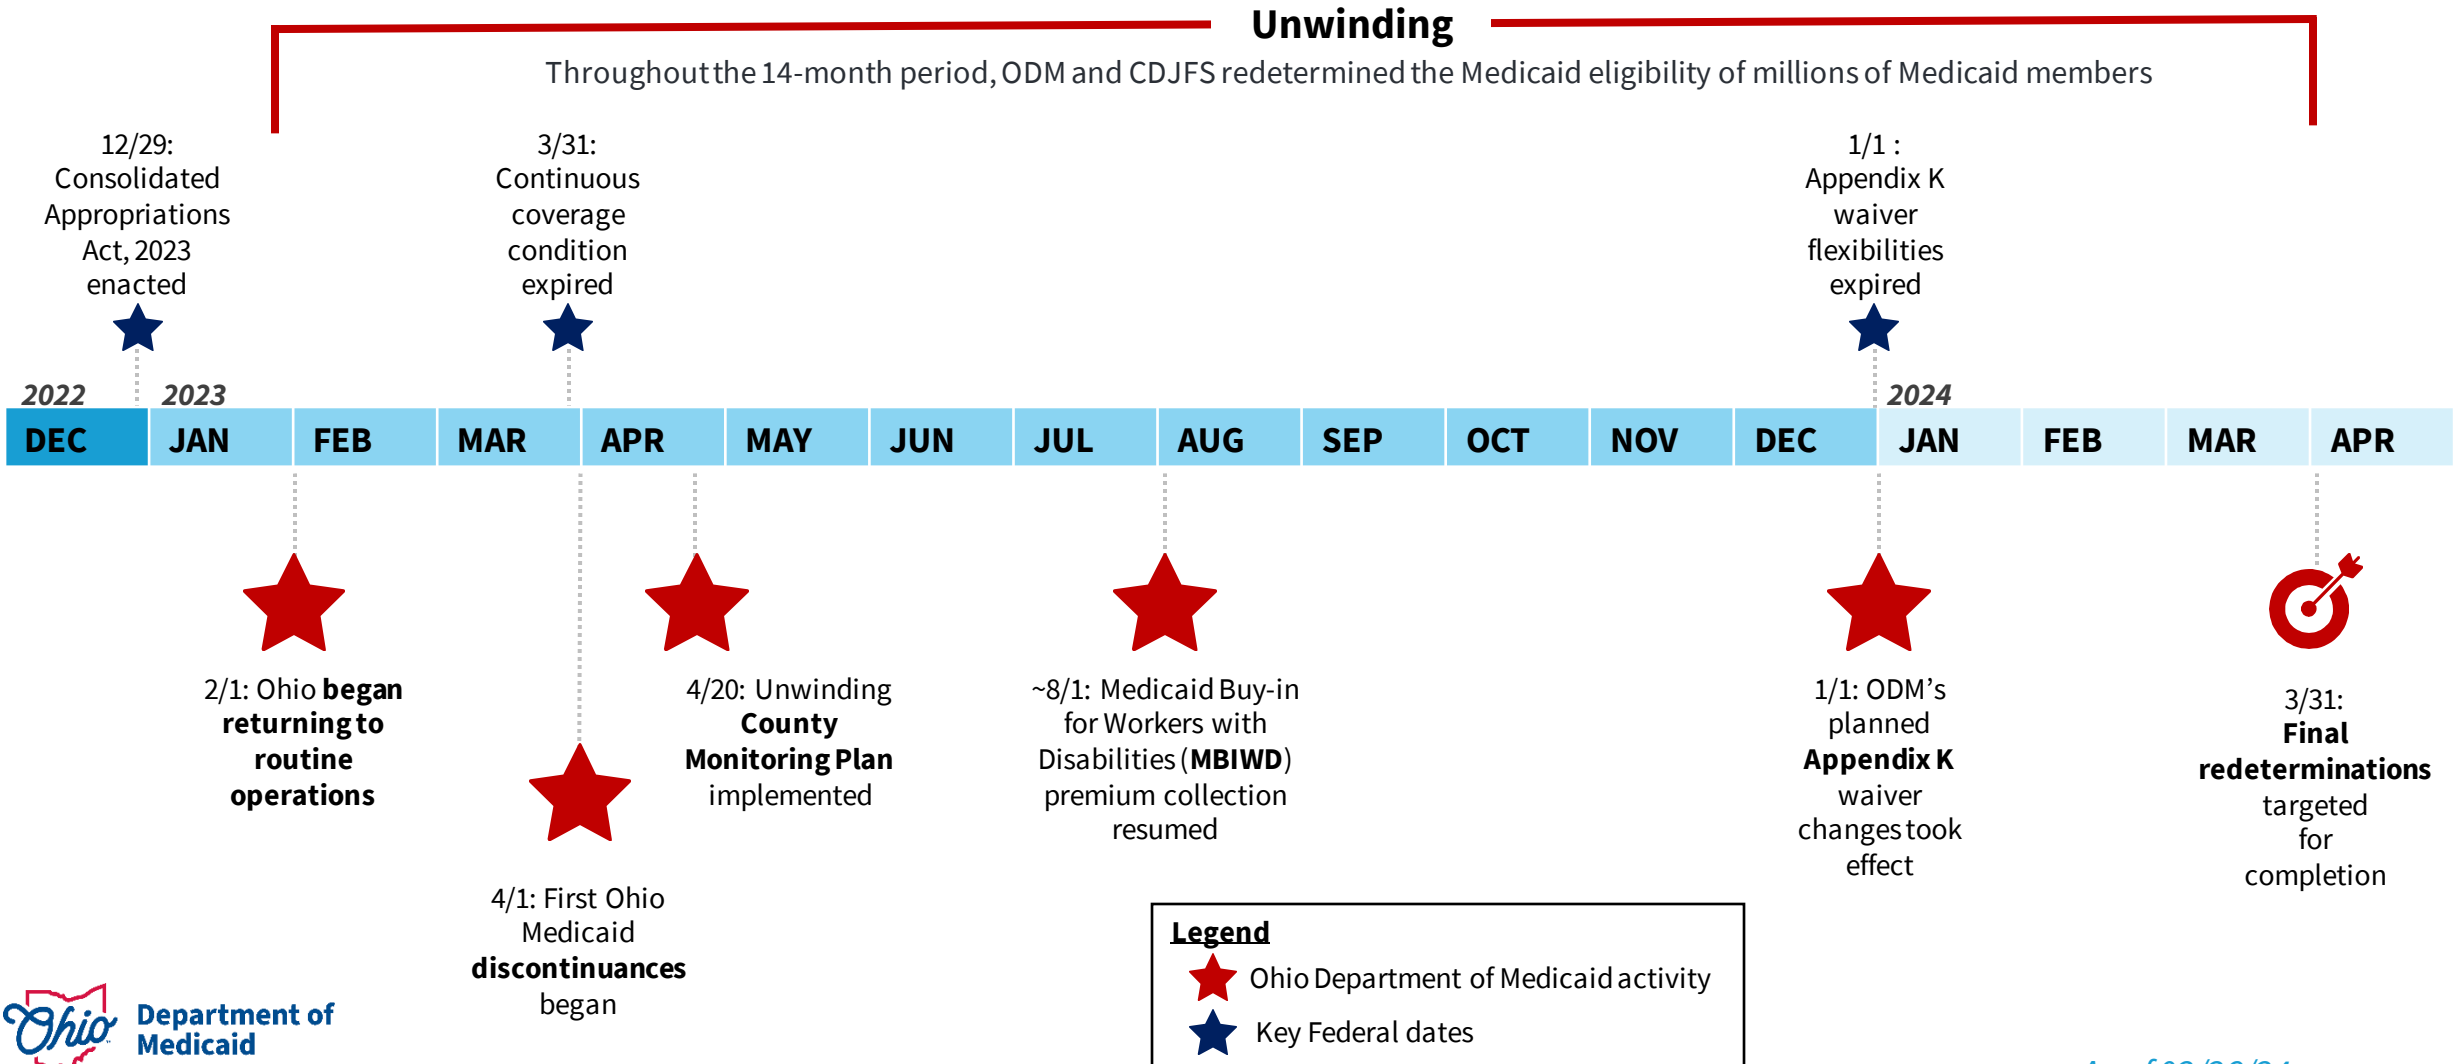 Unwinding
Throughout the 14-month period, ODM and CDJFS redetermined the Medicaid eligibility of millions of Medicaid members
12/29:
Consolidated
Appropriations
Act, 2023
enacted
3/31:
Continuous
coverage
condition
expired
1/1 :
Appendix K
waiver
flexibilities
expired
2022
2023
2024
DEC
JAN
FEB
MAR
APR
MAY
JUN
JUL
AUG
SEP
OCT
NOV
DEC
JAN
FEB
MAR
APR
2/1: Ohio began
returning to
routine
operations
4/1: First Ohio
Medicaid
discontinuances
began
4/20: Unwinding
County
Monitoring Plan
implemented
~8/1: Medicaid Buy-in
for Workers with
Disabilities (MBIWD)
premium collection
resumed
1/1: ODM's
planned
Appendix K
waiver
changes took
effect
3/31:
Final
redeterminations
targeted
for
completion
Legend
Ohio Department of Medicaid activity
Key Federal dates
Ohio
Department of
Medicaid